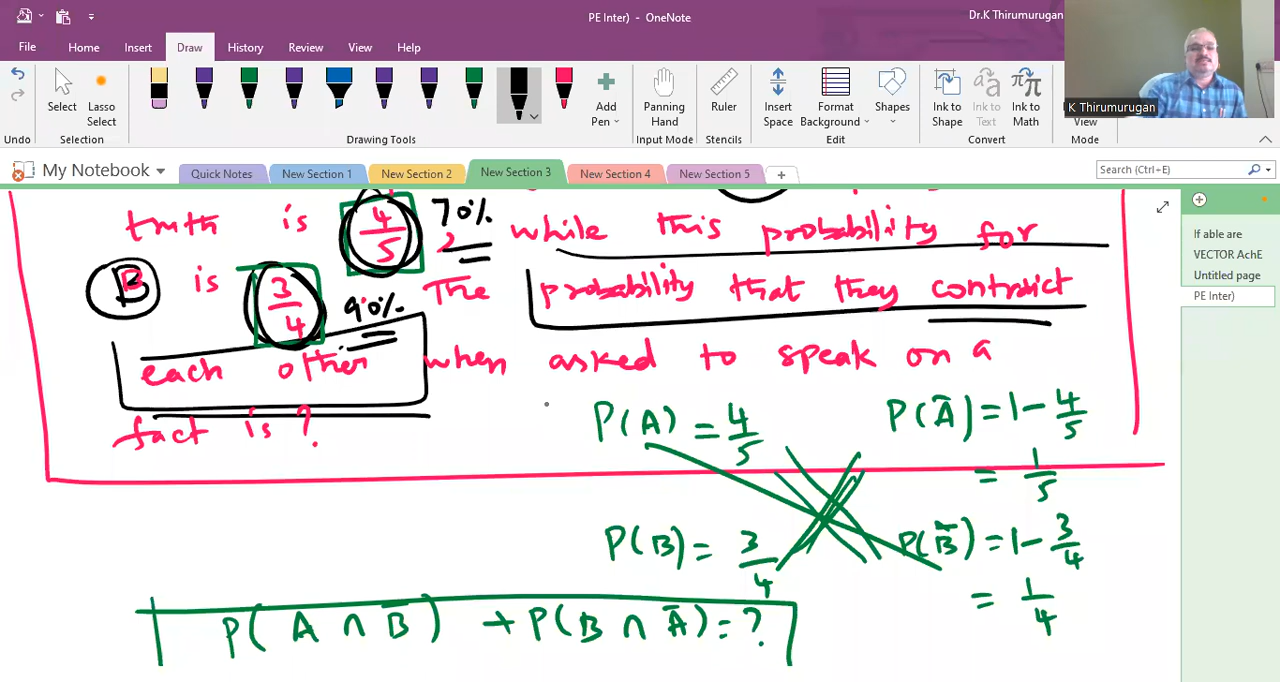 PE Inter) - OneNote
Dr.K Thirumurugan
File Home Insert Draw History Review View Help
Undo
Select
Lasso Select
Add Pen
Panning Hand
Ruler
Insert Space
Format Background
Shapes
Ink to Shape
Ink to Text
Ink to Math
View
Selection Drawing Tools Input Mode Stencils Edit Convert Mode
K Thirumurugan
My Notebook Quick Notes New Section 1 New Section 2 New Section 3 New Section 4 New Section 5 Search (Ctrl+E)
If able are
VECTOR AchE
Untitled page
PE Inter)
truth is 4/5 70% while this probability for
B is 3/4 90% The probability that they contradict
each other when asked to speak on a
fact is ?
P(A) = 4/5 P(Ā) = 1 - 4/5
= 1/5
P(B) = 3/4 P(B̄) = 1 - 3/4
= 1/4
P(A ∩ B̄) + P(B ∩ Ā) = ?